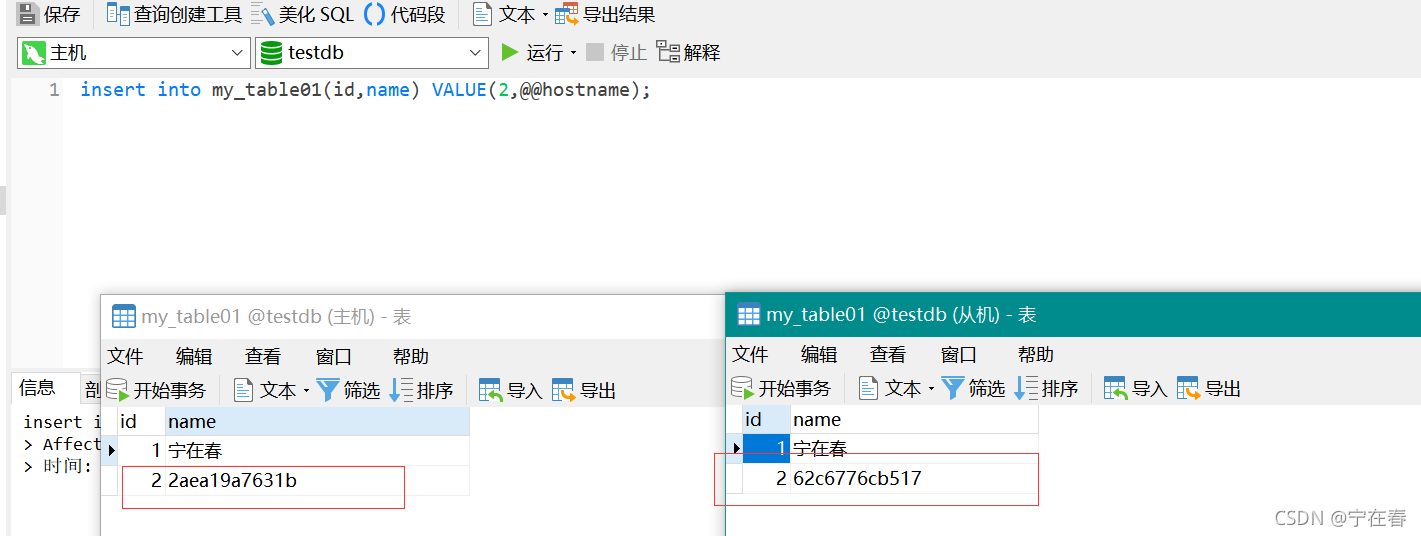 保存 查询创建工具 美化 SQL 代码段 文本 导出结果
主机 testdb 运行 停止 解释
1 insert into my_table01(id,name) VALUE(2,@@hostname);
信息
insert i
> Affect
> 时间:
my_table01 @testdb (主机) - 表
文件 编辑 查看 窗口 帮助
开始事务 文本 筛选 排序 导入 导出
id name
1 宁在春
2 2aea19a7631b
my_table01 @testdb (从机) - 表
文件 编辑 查看 窗口 帮助
开始事务 文本 筛选 排序 导入 导出
id name
1 宁在春
2 62c6776cb517
CSDN @宁在春